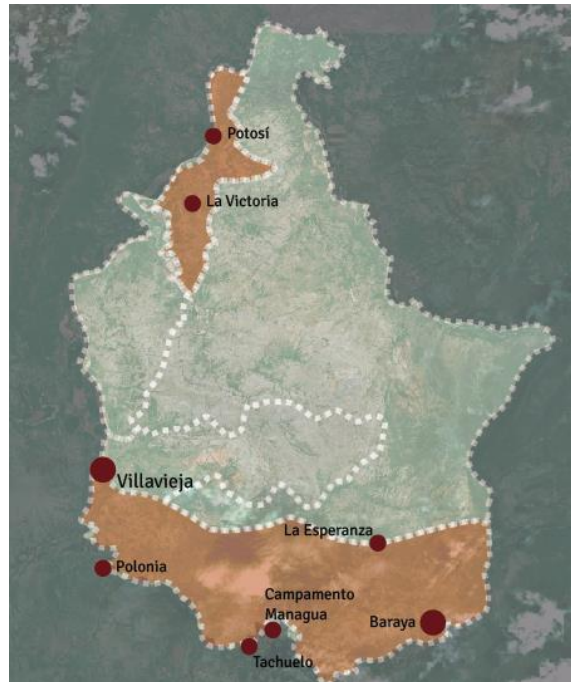 Potosí
La Victoria
Villavieja
La Esperanza
Polonia
Campamento
Managua
Baraya
Tachuelo